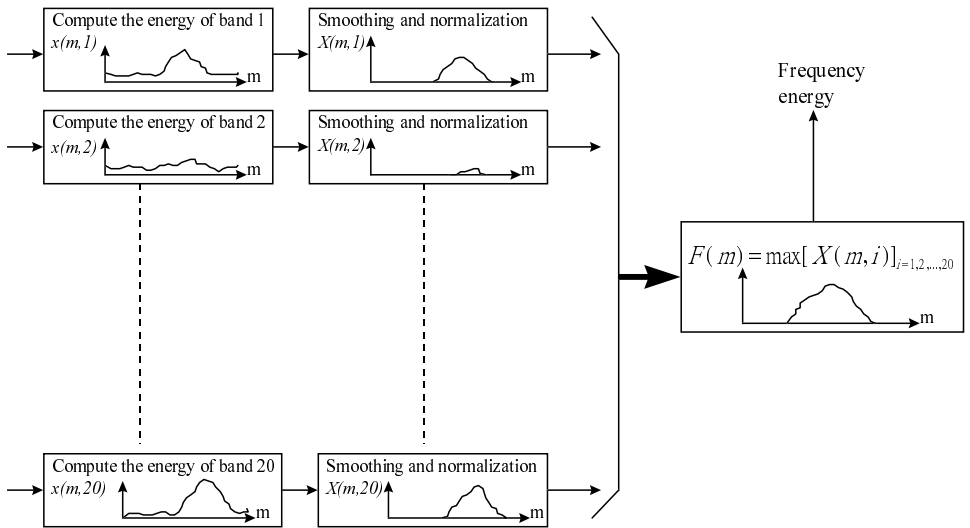 Compute the energy of band 1
x(m,1)
m
Smoothing and normalization
X(m,1)
m
Compute the energy of band 2
x(m,2)
m
Smoothing and normalization
X(m,2)
m
Frequency
energy
F(m)=max[X(m,i)]i=1,2,...,20
m
Compute the energy of band 20
x(m,20)
m
Smoothing and normalization
X(m,20)
m